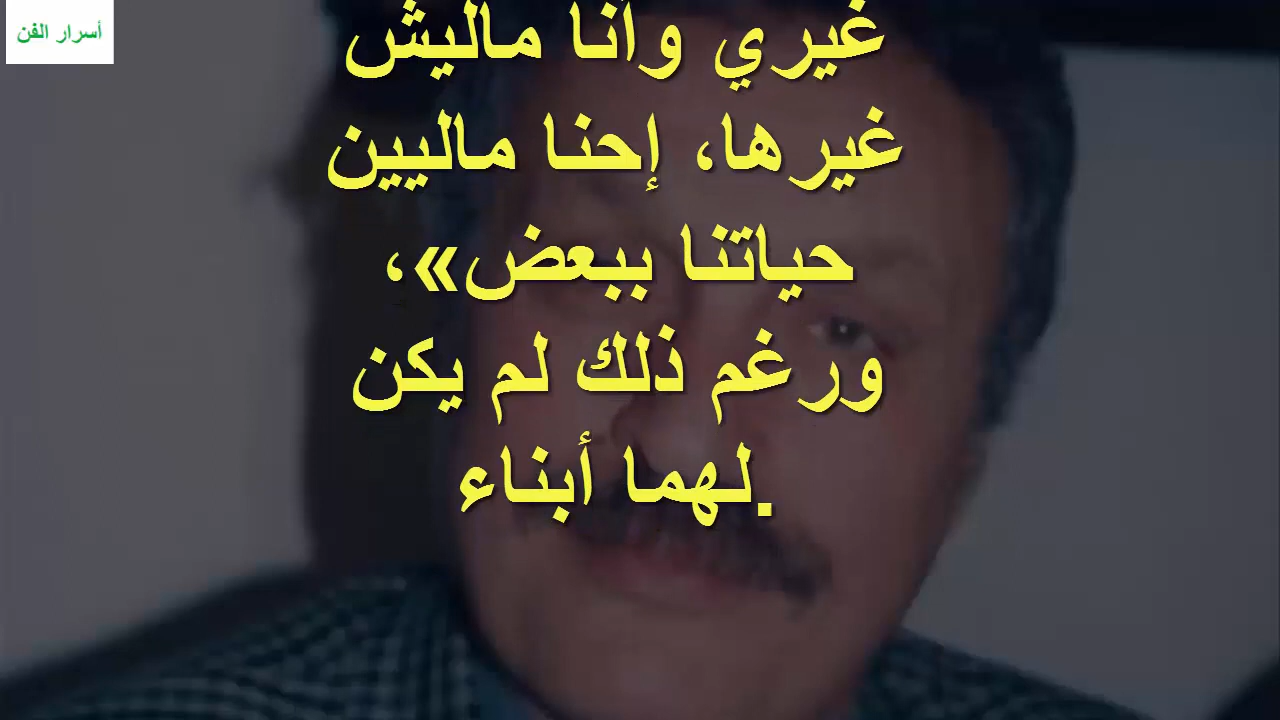 أسرار الفن
غيري وأنا ماليش
غيرها، إحنا ماليين
حياتنا ببعض»،
ورغم ذلك لم يكن
لهما أبناء.